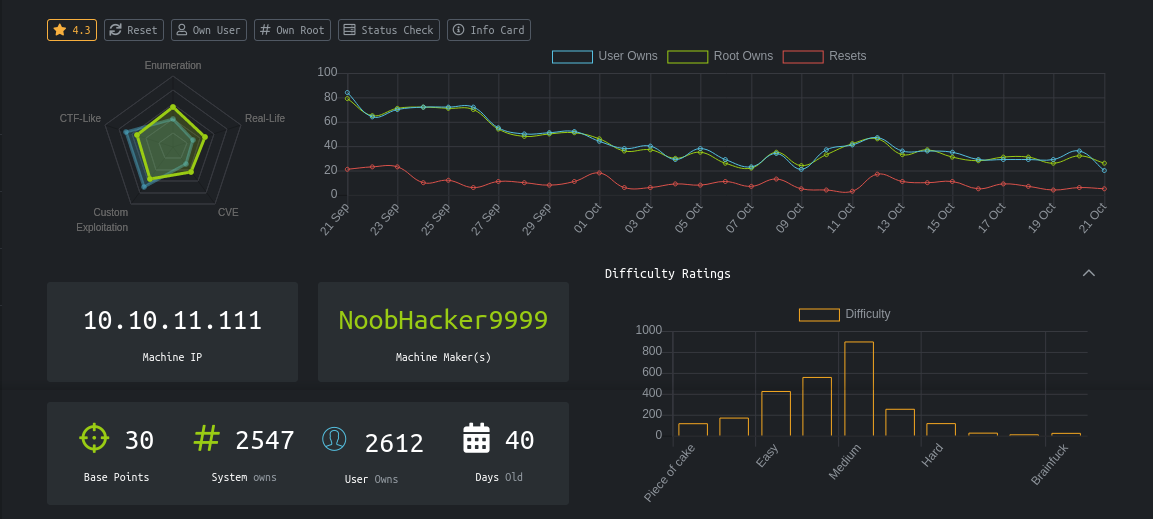 4.3 Reset Own User Own Root Status Check Info Card
Enumeration
CTF-Like
Real-Life
Custom
Exploitation
CVE
User Owns Root Owns Resets
100
80
60
40
20
0
21 Sep 23 Sep 25 Sep 27 Sep 29 Sep 01 Oct 03 Oct 05 Oct 07 Oct 09 Oct 11 Oct 13 Oct 15 Oct 17 Oct 19 Oct 21 Oct
10.10.11.111
Machine IP
NoobHacker9999
Machine Maker(s)
30
Base Points
2547
System owns
2612
User Owns
40
Days Old
Difficulty Ratings
Difficulty
1000
800
600
400
200
0
Piece of cake Easy Medium Hard Brainfuck